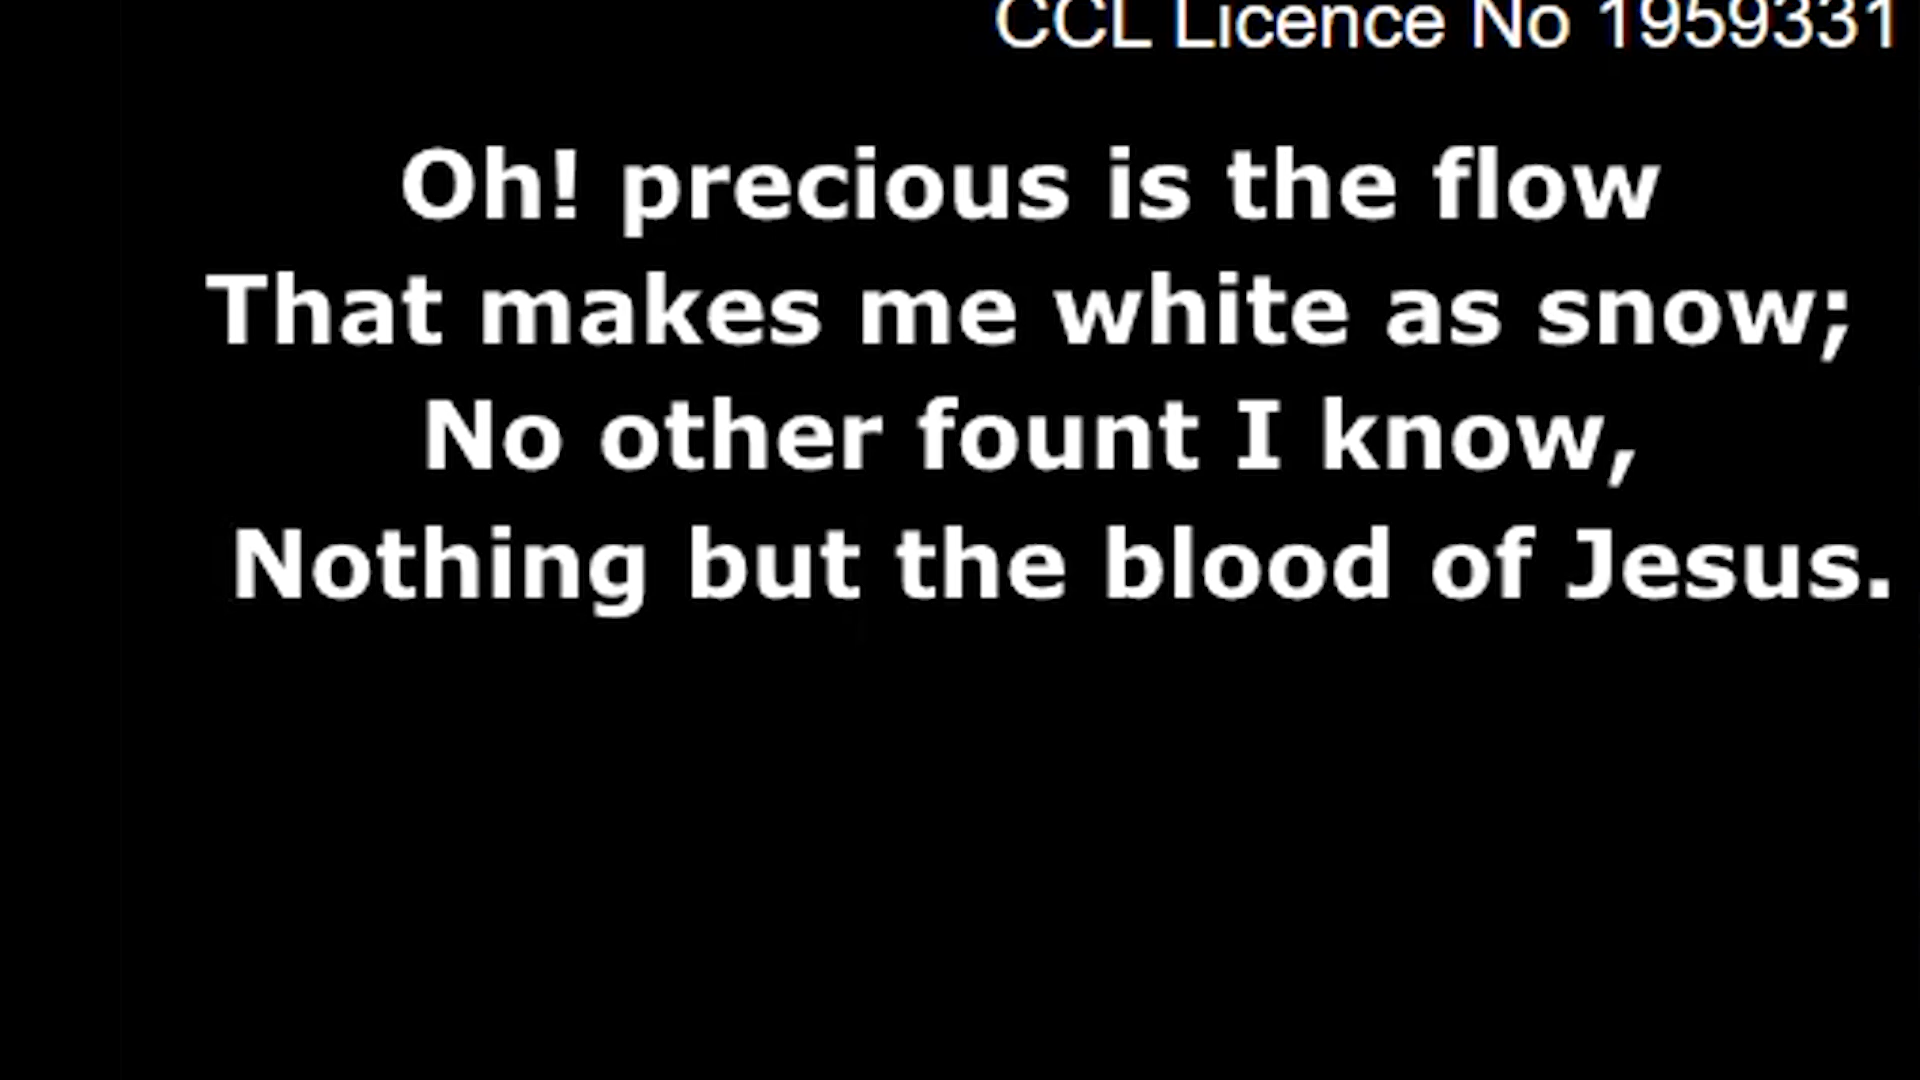 CCL Licence No 1959331
Oh! precious is the flow
That makes me white as snow;
No other fount I know,
Nothing but the blood of Jesus.